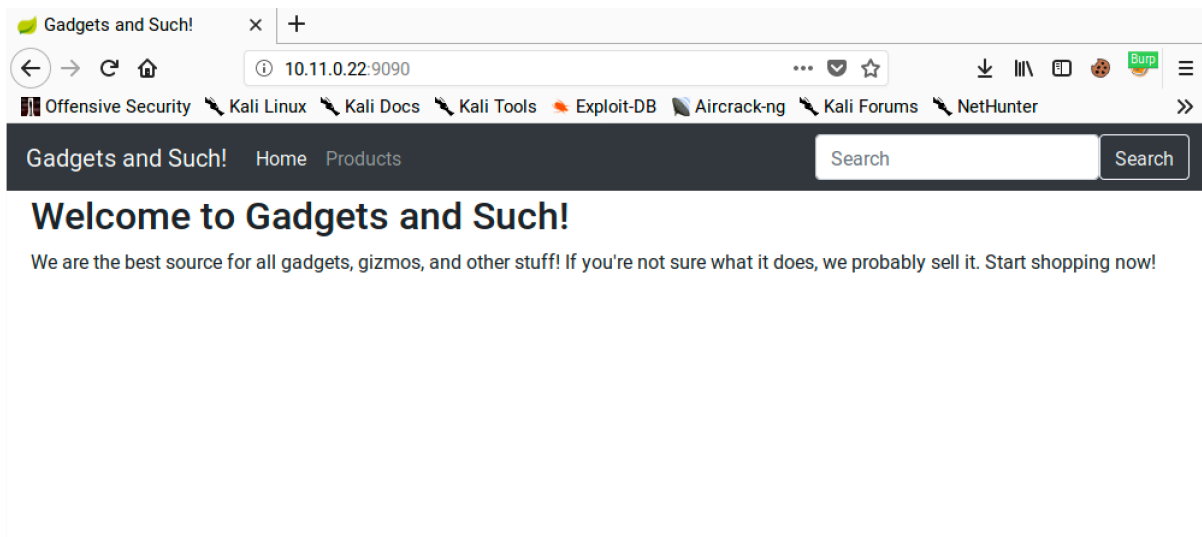 Gadgets and Such!
10.11.0.22:9090
Burp
Offensive Security Kali Linux Kali Docs Kali Tools Exploit-DB Aircrack-ng Kali Forums NetHunter
Gadgets and Such! Home Products Search Search
Welcome to Gadgets and Such!
We are the best source for all gadgets, gizmos, and other stuff! If you're not sure what it does, we probably sell it. Start shopping now!